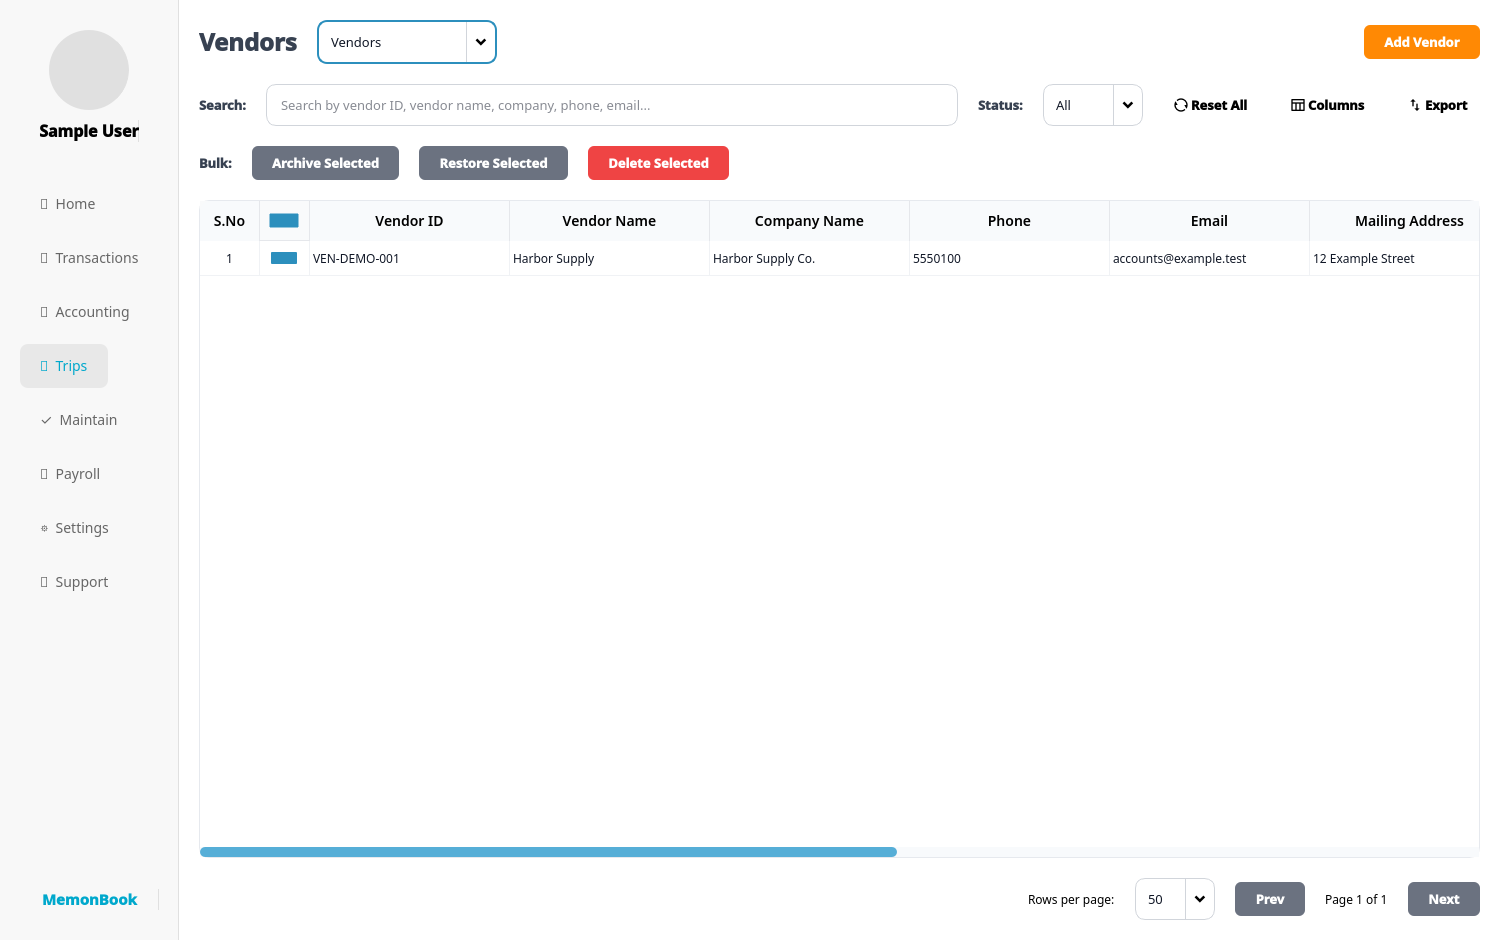 Sample User
Home
Transactions
Accounting
Trips
Maintain
Payroll
Settings
Support
MemonBook
Vendors
Vendors
Add Vendor
Search:
Search by vendor ID, vendor name, company, phone, email...
Status:
All
Reset All
Columns
Export
Bulk:
Archive Selected
Restore Selected
Delete Selected
S.No Vendor ID Vendor Name Company Name Phone Email Mailing Address
1 VEN-DEMO-001 Harbor Supply Harbor Supply Co. 5550100 accounts@example.test 12 Example Street
Rows per page:
50
Prev
Page 1 of 1
Next